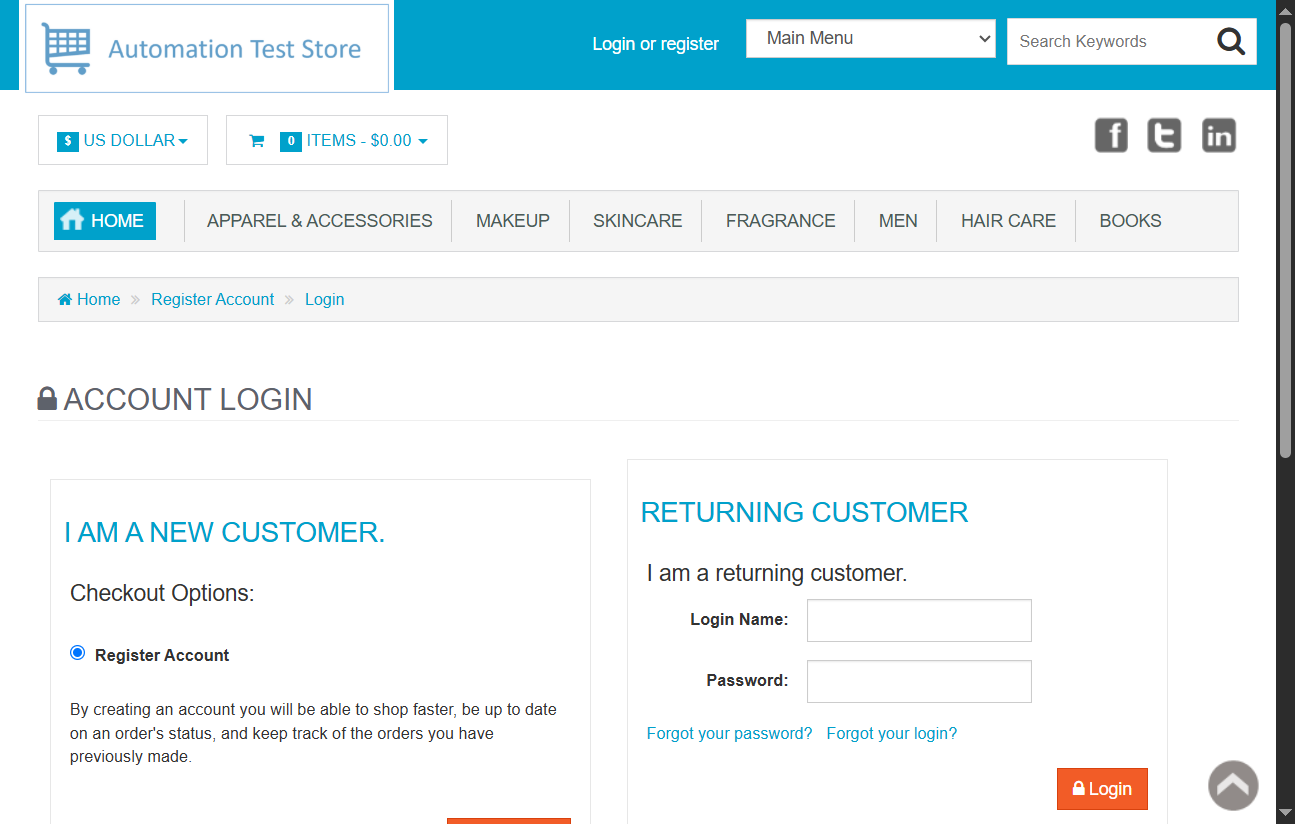 Automation Test Store
Login or register
Main Menu
Search Keywords
$ US DOLLAR
0 ITEMS - $0.00
f t in
HOME
APPAREL & ACCESSORIES
MAKEUP
SKINCARE
FRAGRANCE
MEN
HAIR CARE
BOOKS
Home » Register Account » Login
ACCOUNT LOGIN
I AM A NEW CUSTOMER.
Checkout Options:
Register Account
By creating an account you will be able to shop faster, be up to date
on an order's status, and keep track of the orders you have
previously made.
RETURNING CUSTOMER
I am a returning customer.
Login Name:
Password:
Forgot your password? Forgot your login?
Login